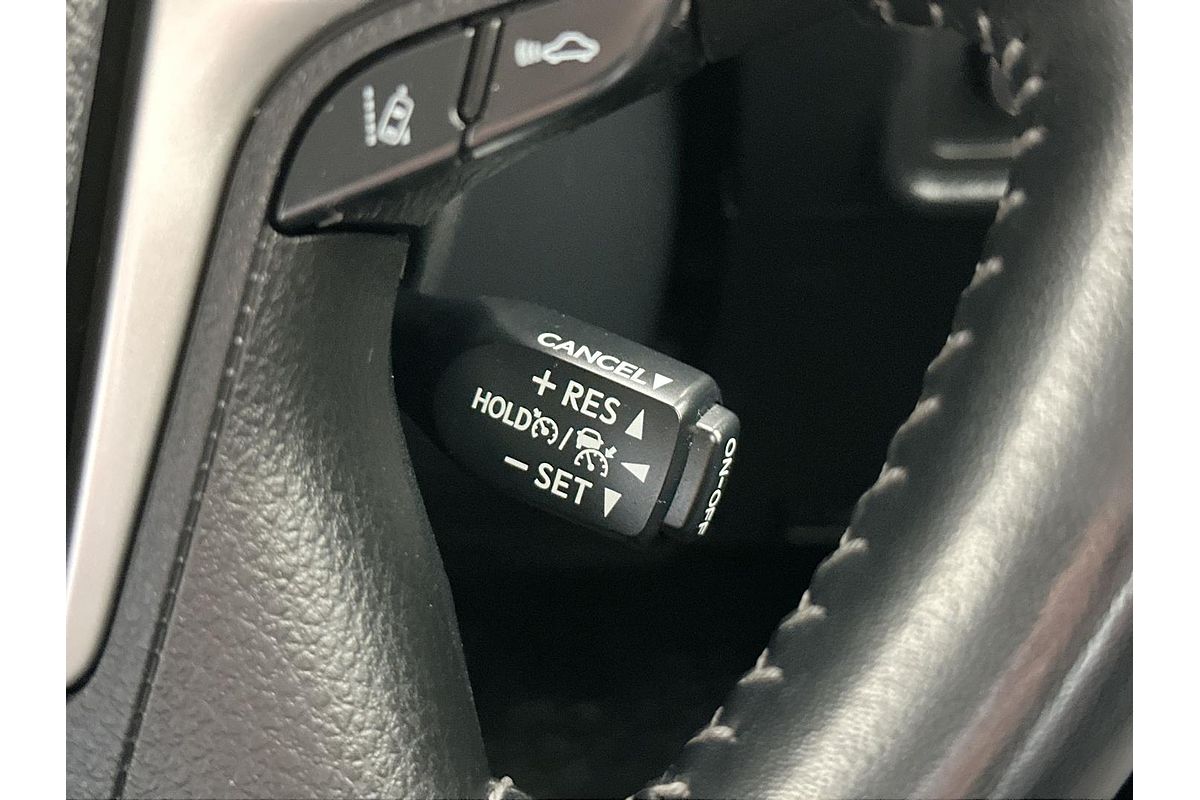 CANCEL▼
+ RES ▲
HOLD / ◀
− SET ▼
ON-OFF